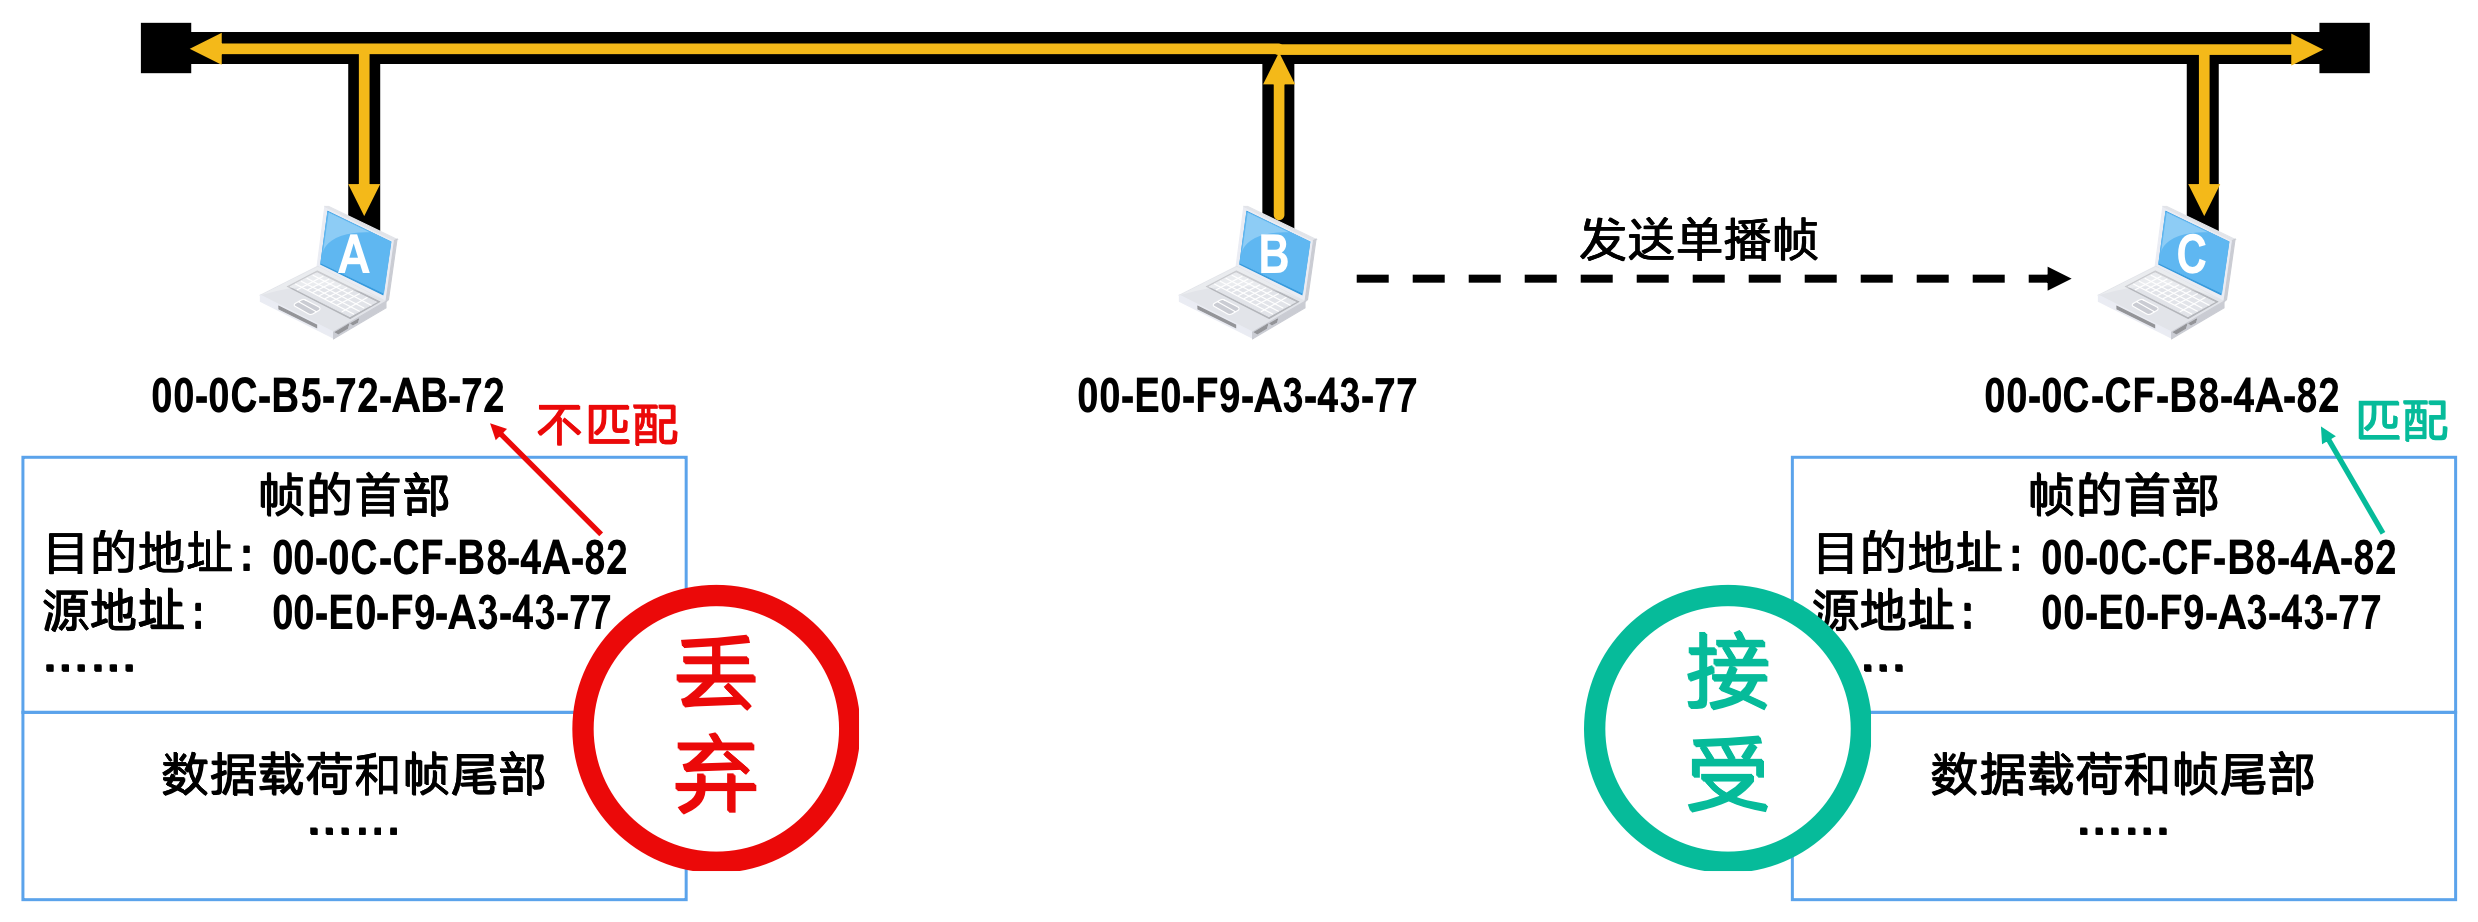 A
B
C
发送单播帧
00-0C-B5-72-AB-72
00-E0-F9-A3-43-77
00-0C-CF-B8-4A-82
不匹配
匹配
帧的首部
目的地址：00-0C-CF-B8-4A-82
源地址： 00-E0-F9-A3-43-77
……
数据载荷和帧尾部
……
丢弃
帧的首部
目的地址：00-0C-CF-B8-4A-82
源地址： 00-E0-F9-A3-43-77
…
数据载荷和帧尾部
……
接受